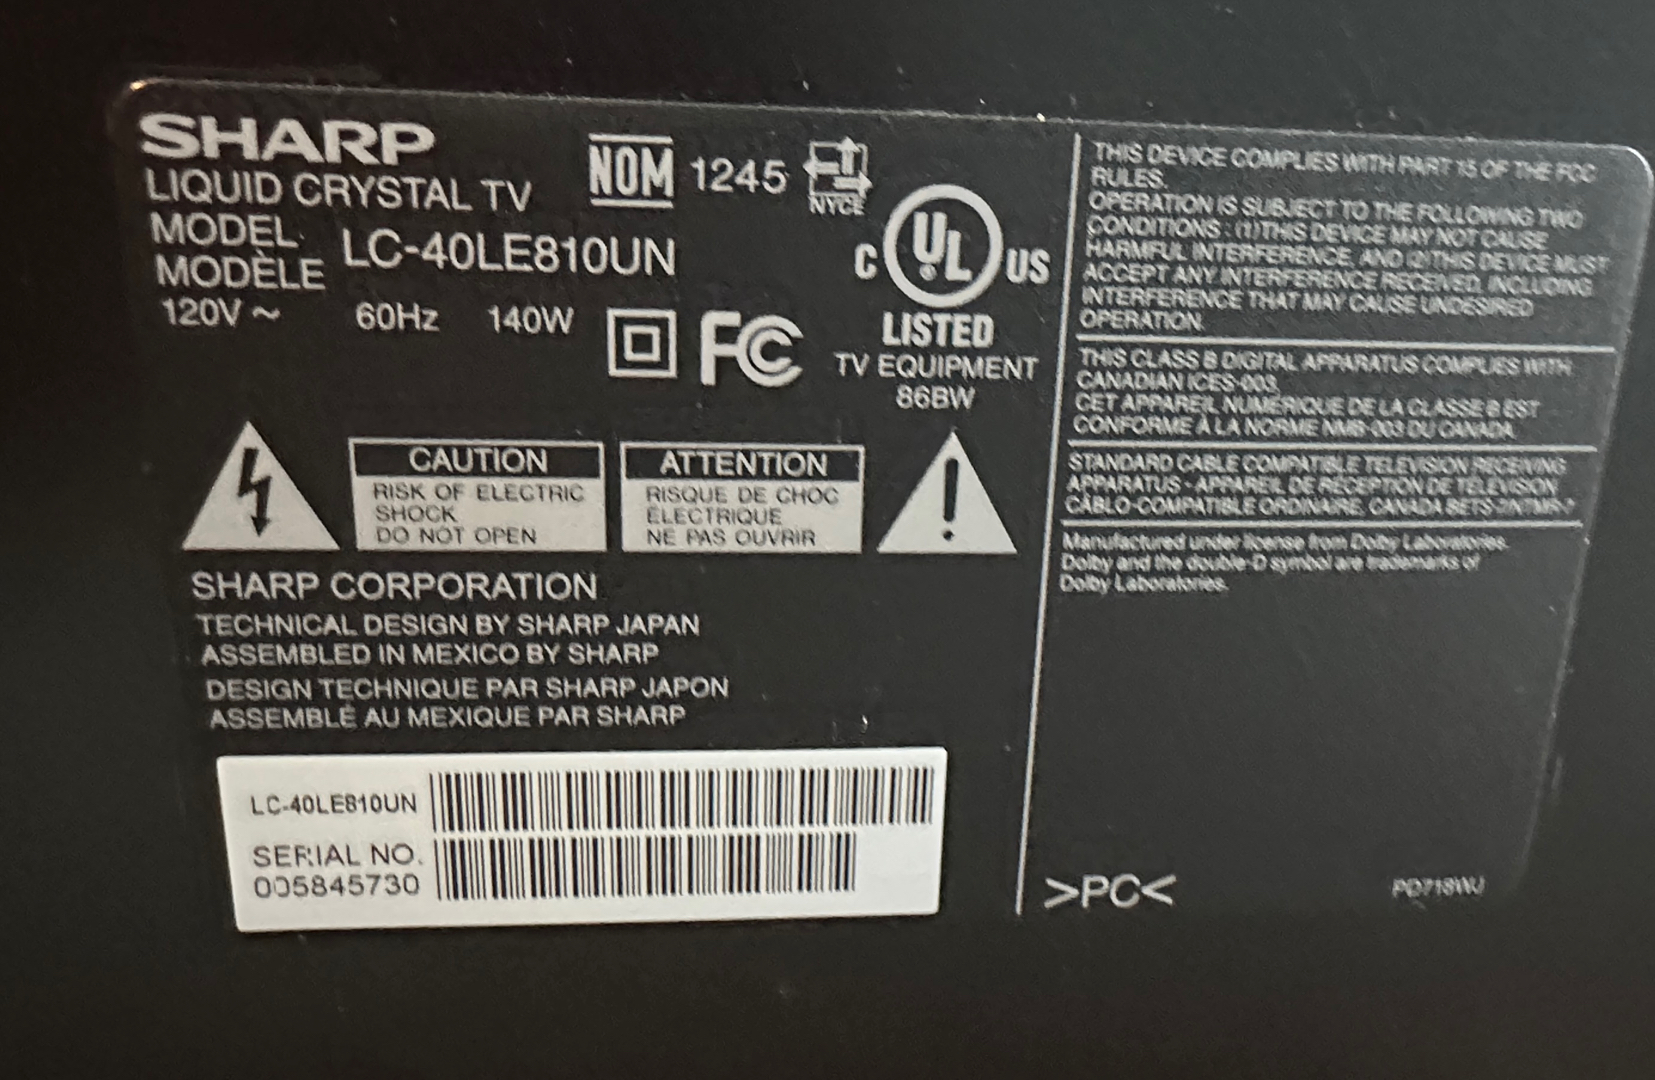 SHARP
LIQUID CRYSTAL TV
NOM 1245 NYCE
MODEL
MODÈLE LC-40LE810UN
120V ~ 60Hz 140W
FC
C UL US
LISTED
TV EQUIPMENT
86BW
CAUTION
RISK OF ELECTRIC
SHOCK
DO NOT OPEN
ATTENTION
RISQUE DE CHOC
ÉLECTRIQUE
NE PAS OUVRIR
SHARP CORPORATION
TECHNICAL DESIGN BY SHARP JAPAN
ASSEMBLED IN MEXICO BY SHARP
DESIGN TECHNIQUE PAR SHARP JAPON
ASSEMBLÉ AU MEXIQUE PAR SHARP
LC-40LE810UN
SERIAL NO.
005845730
THIS DEVICE COMPLIES WITH PART 15 OF THE FCC
RULES.
OPERATION IS SUBJECT TO THE FOLLOWING TWO
CONDITIONS : (1)THIS DEVICE MAY NOT CAUSE
HARMFUL INTERFERENCE, AND (2)THIS DEVICE MUST
ACCEPT ANY INTERFERENCE RECEIVED, INCLUDING
INTERFERENCE THAT MAY CAUSE UNDESIRED
OPERATION.
THIS CLASS B DIGITAL APPARATUS COMPLIES WITH
CANADIAN ICES-003.
CET APPAREIL NUMÉRIQUE DE LA CLASSE B EST
CONFORME À LA NORME NMB-003 DU CANADA.
STANDARD CABLE COMPATIBLE TELEVISION RECEIVING
APPARATUS - APPAREIL DE RÉCEPTION DE TÉLÉVISION
CÂBLO-COMPATIBLE ORDINAIRE, CANADA
Manufactured under license from Dolby Laboratories.
Dolby and the double-D symbol are trademarks of
Dolby Laboratories.
>PC<